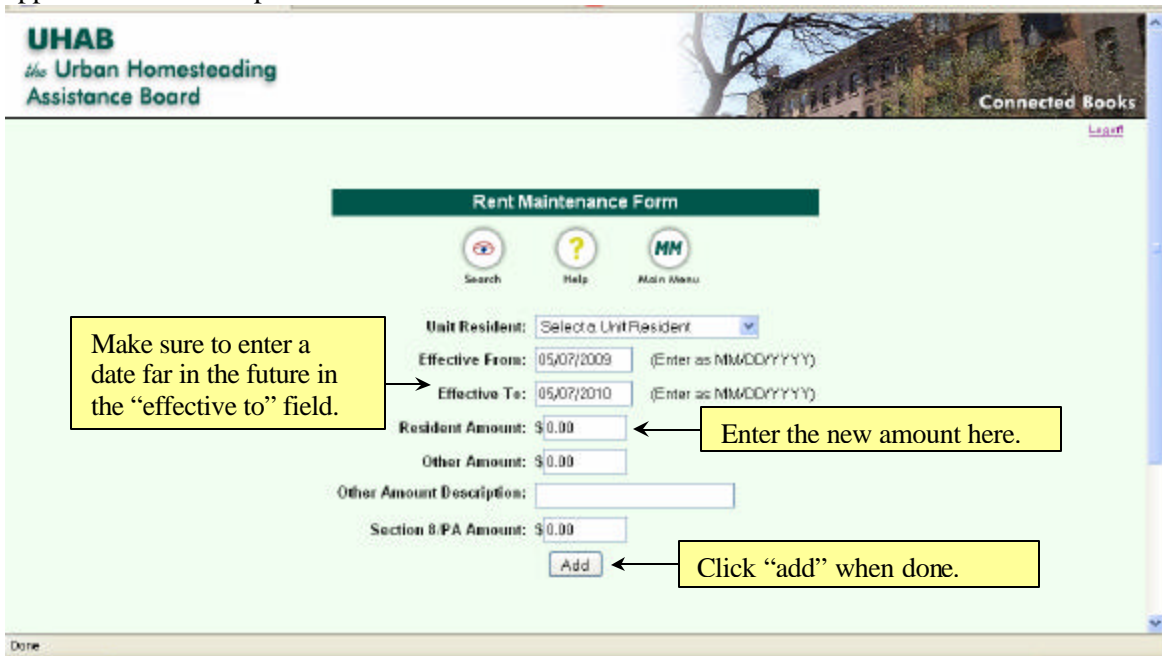 UHAB
the Urban Homesteading
Assistance Board
Connected Books
Logoff
Rent Maintenance Form
?
MM
Search
Help
Main Menu
Unit Resident:
Select a Unit Resident
Effective From:
05/07/2009
(Enter as MM/DD/YYYY)
Make sure to enter a
date far in the future in
the “effective to” field.
Effective To:
05/07/2010
(Enter as MM/DD/YYYY)
Resident Amount:
$ 0.00
Enter the new amount here.
Other Amount:
$ 0.00
Other Amount Description:
Section 8/PA Amount:
$ 0.00
Add
Click “add” when done.
Done